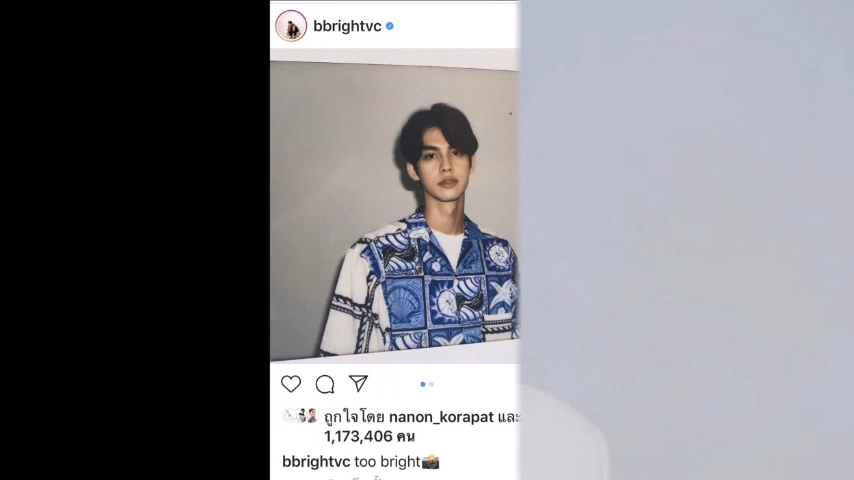 bbrightvc
ถูกใจโดย nanon_korapat และ
1,173,406 คน
bbrightvc too bright📸